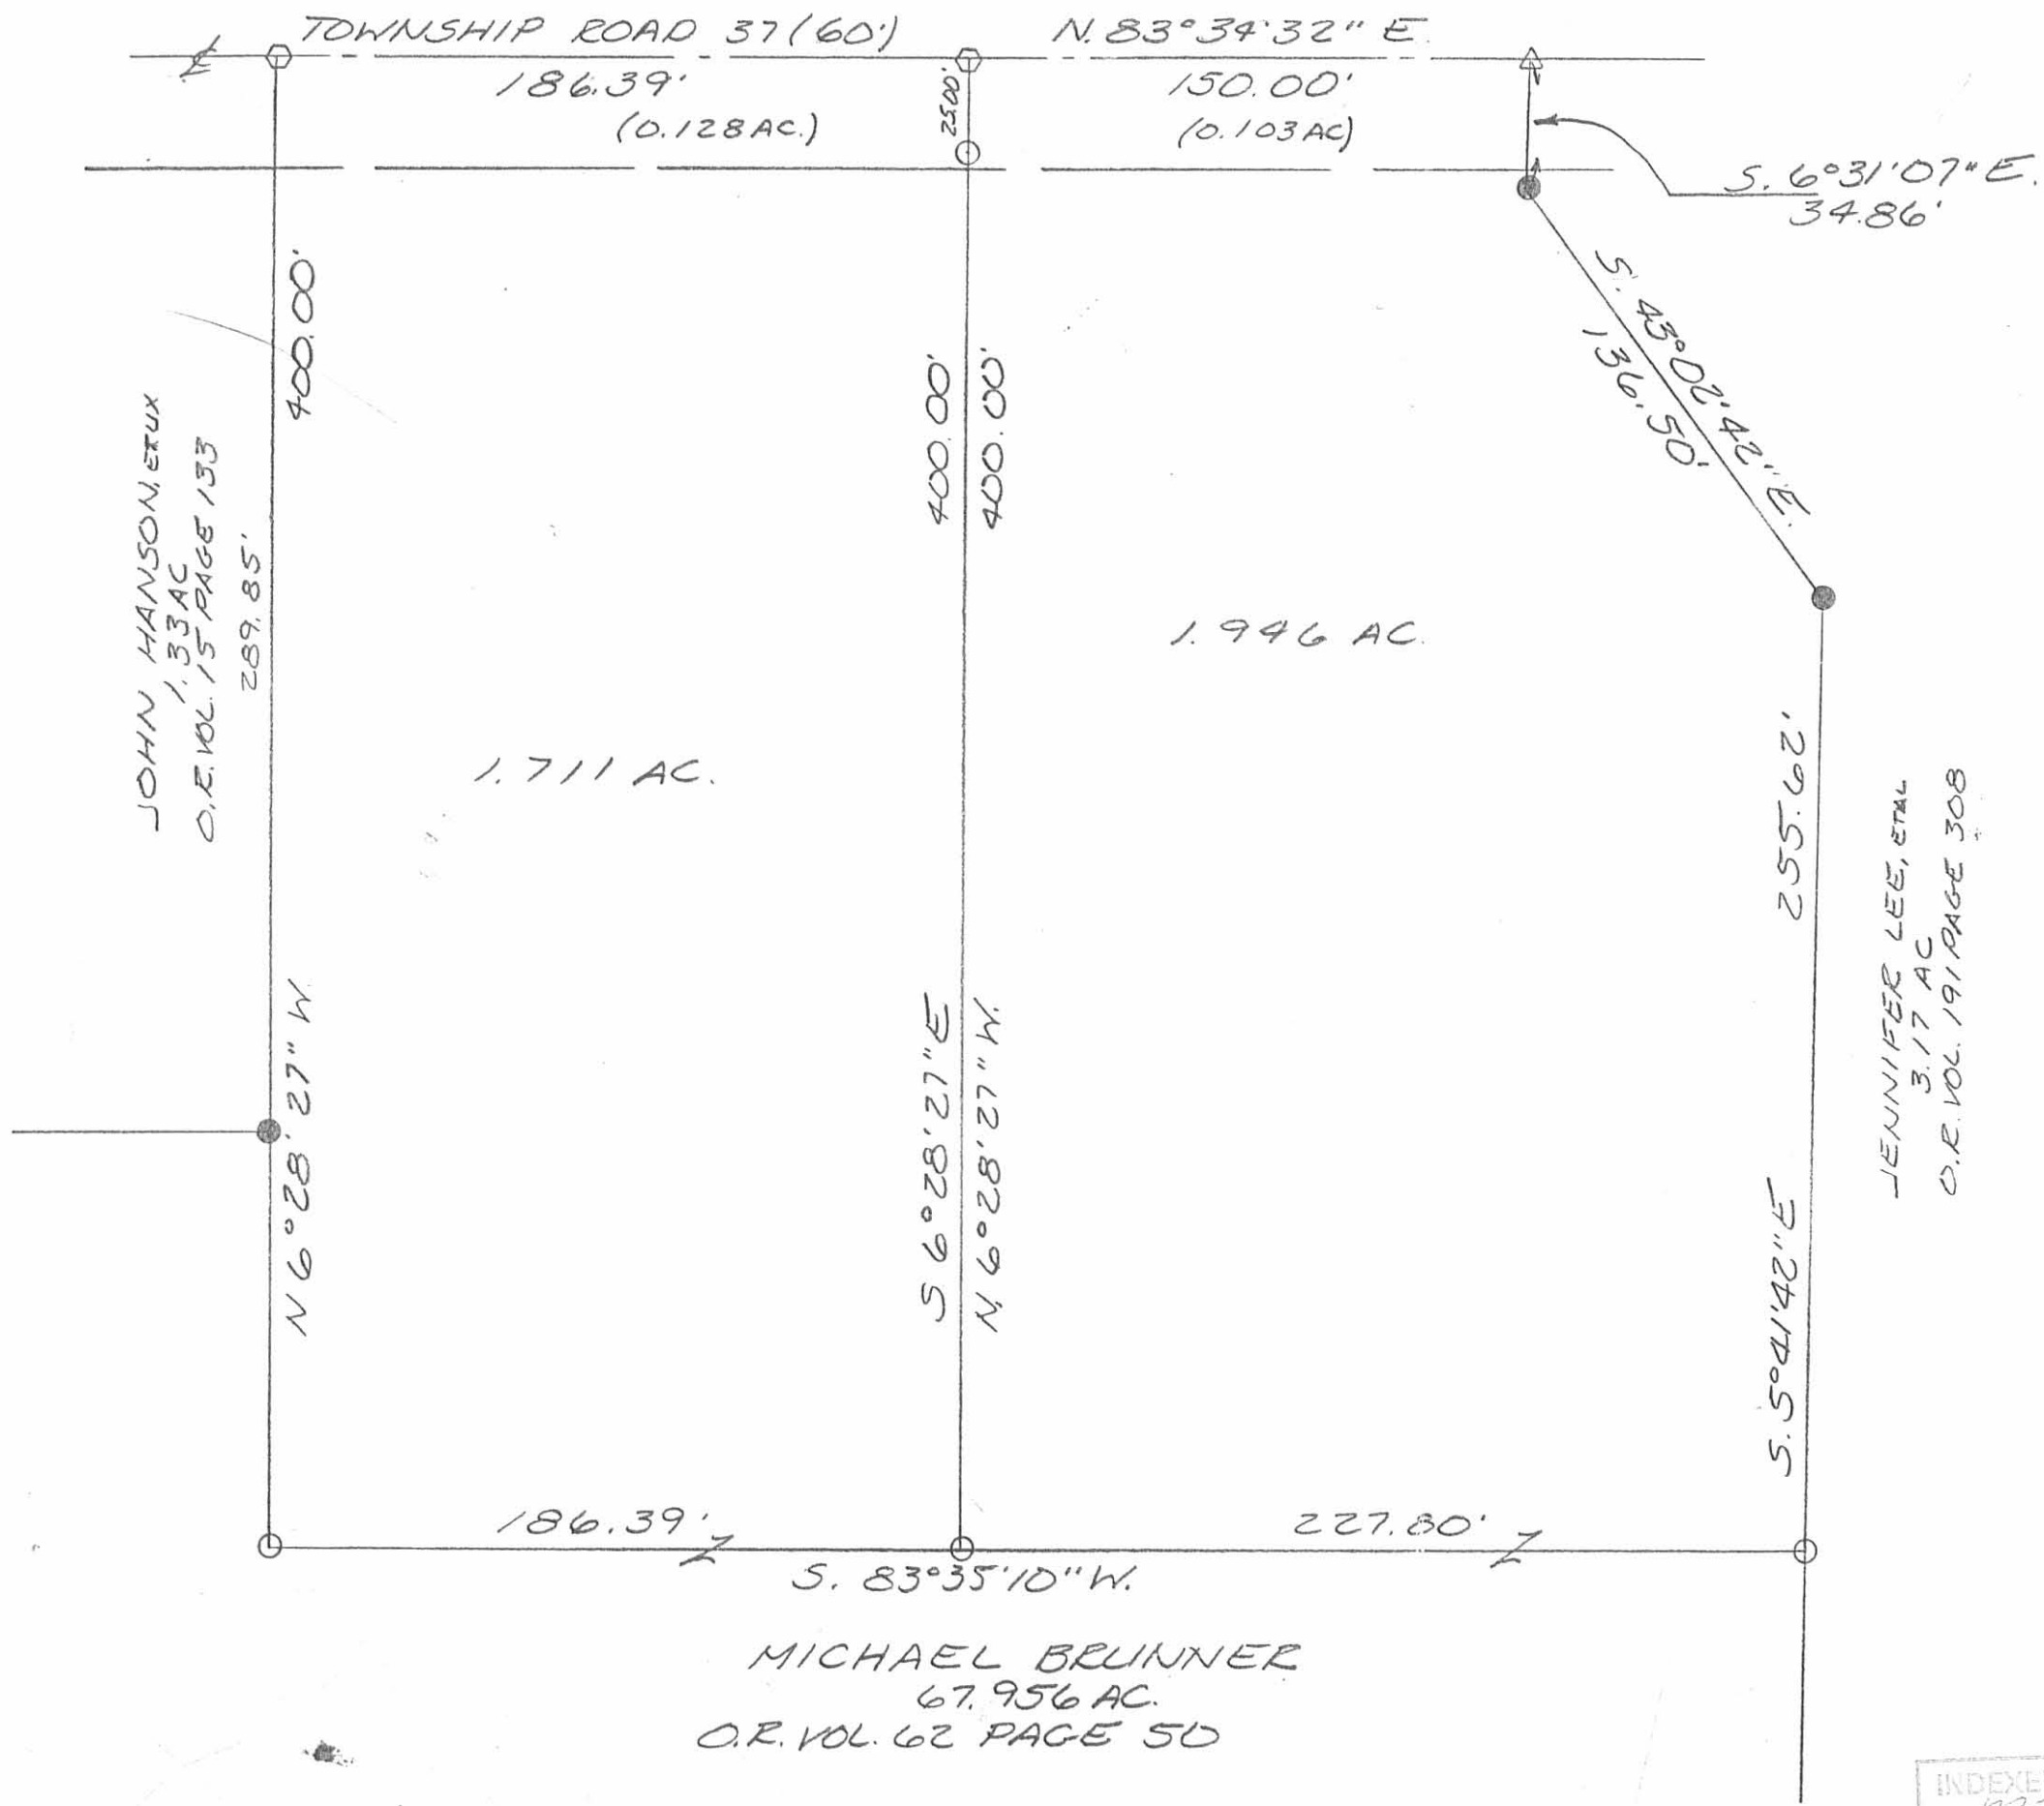 TOWNSHIP ROAD 37 (60') N. 83°34'32" E.
186.39' 150.00'
(0.128 AC.) 25.00' (0.103 AC)
S. 6°31'07" E.
34.86'
400.00'
S. 43°02'42" E.
136.50'
400.00'
400.00'
JOHN HANSON, ETUX
1.33 AC
O.R. VOL. 15 PAGE 133
289.85'
1.946 AC.
1.711 AC.
255.62'
JENNIFER LEE, ETAL
3.17 AC
O.R. VOL. 191 PAGE 308
N 6°28'27" W.
S 6°28'27" E
N. 6°28'27" W.
S. 5°41'42" E
186.39' 227.80'
S. 83°35'10" W.
MICHAEL BRUNNER
67.956 AC.
O.R. VOL. 62 PAGE 50